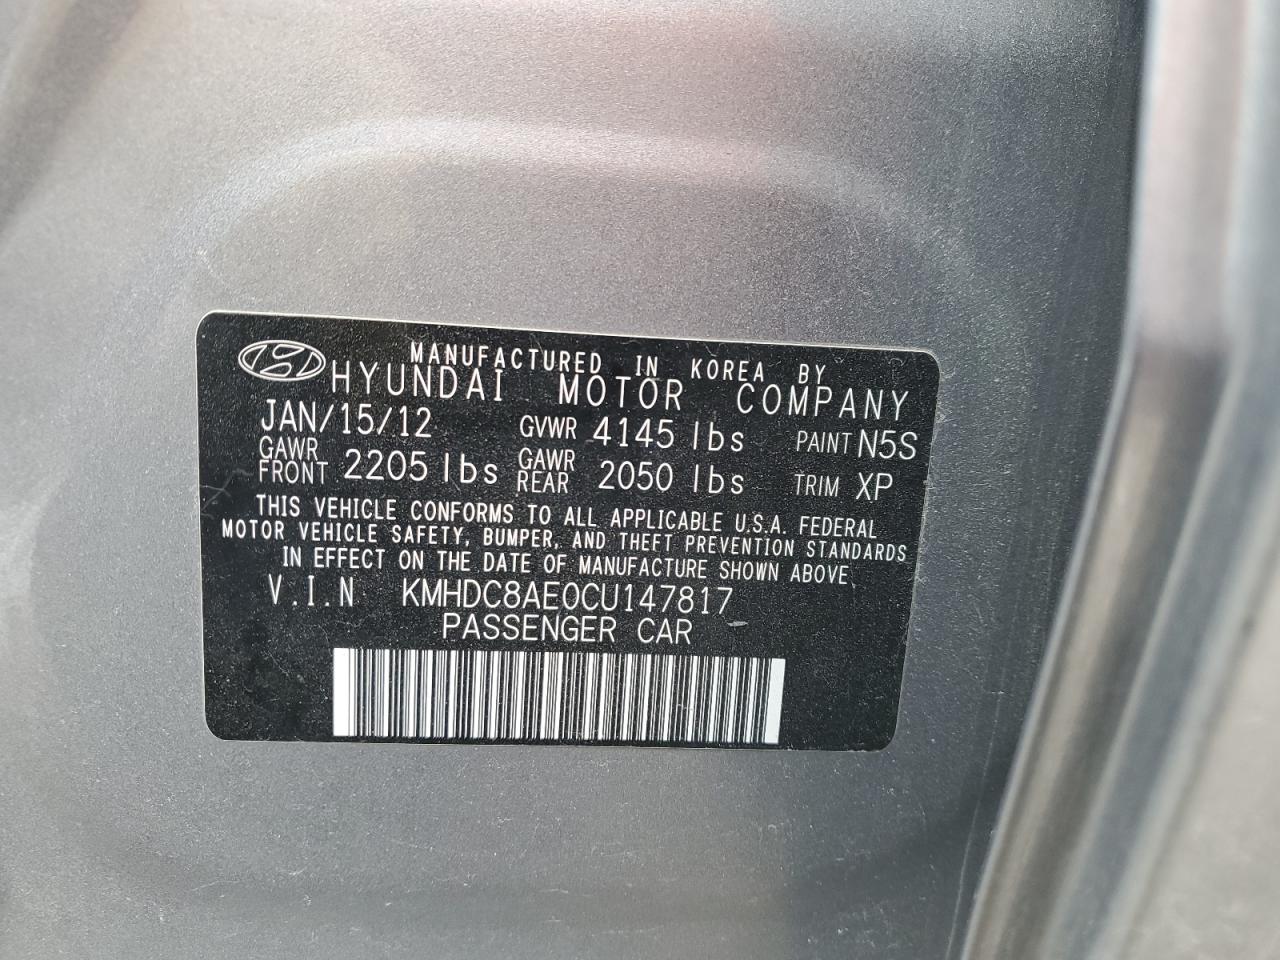 MANUFACTURED IN KOREA BY
HYUNDAI MOTOR COMPANY
JAN/15/12 GVWR 4145 lbs PAINT N5S
GAWR FRONT 2205 lbs GAWR REAR 2050 lbs TRIM XP
THIS VEHICLE CONFORMS TO ALL APPLICABLE U.S.A. FEDERAL
MOTOR VEHICLE SAFETY, BUMPER, AND THEFT PREVENTION STANDARDS
IN EFFECT ON THE DATE OF MANUFACTURE SHOWN ABOVE.
V.I.N KMHDC8AE0CU147817
PASSENGER CAR